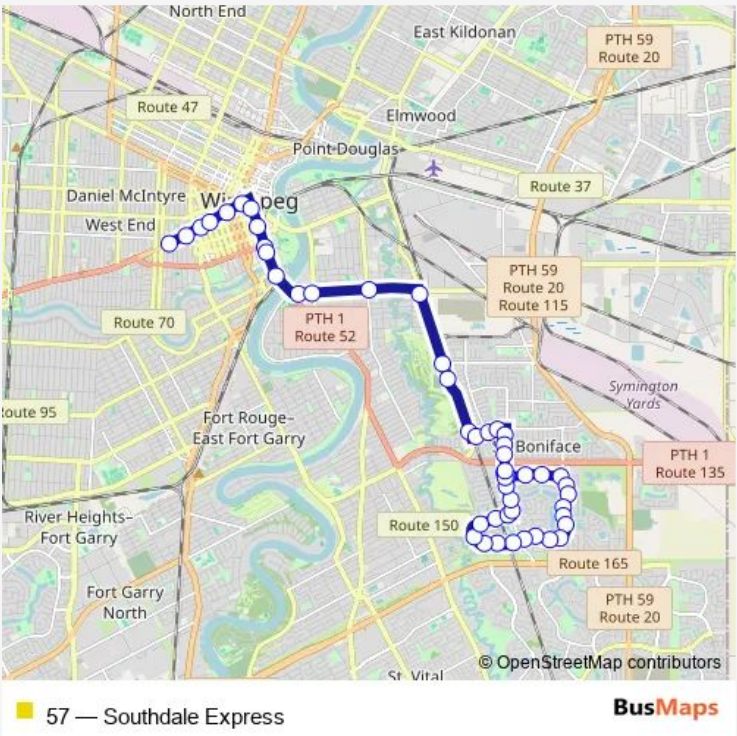 North End
East Kildonan
PTH 59
Route 20
Route 47
Elmwood
Point Douglas
Route 37
Daniel McIntyre
Winnipeg
West End
PTH 59
Route 20
Route 115
Route 70
PTH 1
Route 52
Symington
Yards
Route 95
Fort Rouge–
East Fort Garry
Boniface
PTH 1
Route 135
River Heights–
Fort Garry
Route 150
Route 165
Fort Garry
North
PTH 59
Route 20
St. Vital
© OpenStreetMap contributors
57 — Southdale Express
BusMaps